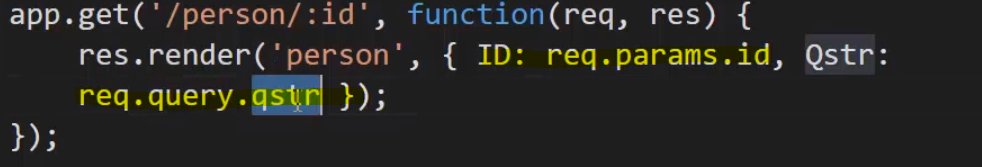 app.get('/person/:id', function(req, res) {
res.render('person', { ID: req.params.id, Qstr:
req.query.qstr });
});